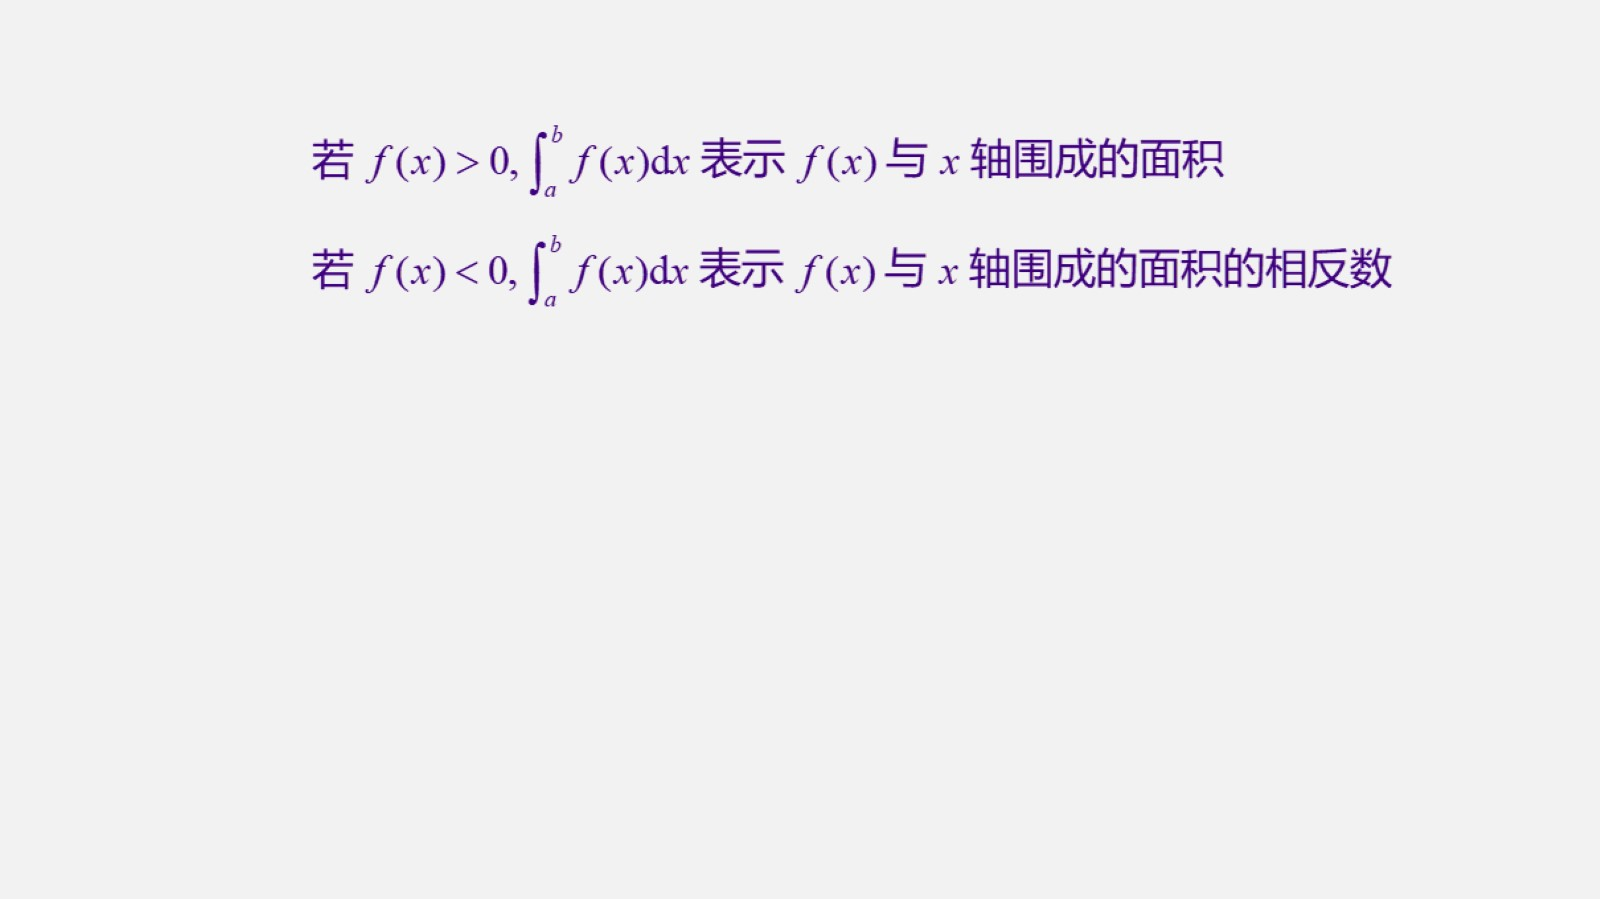 若 f(x) > 0, ∫_a^b f(x)dx 表示 f(x) 与 x 轴围成的面积
若 f(x) < 0, ∫_a^b f(x)dx 表示 f(x) 与 x 轴围成的面积的相反数